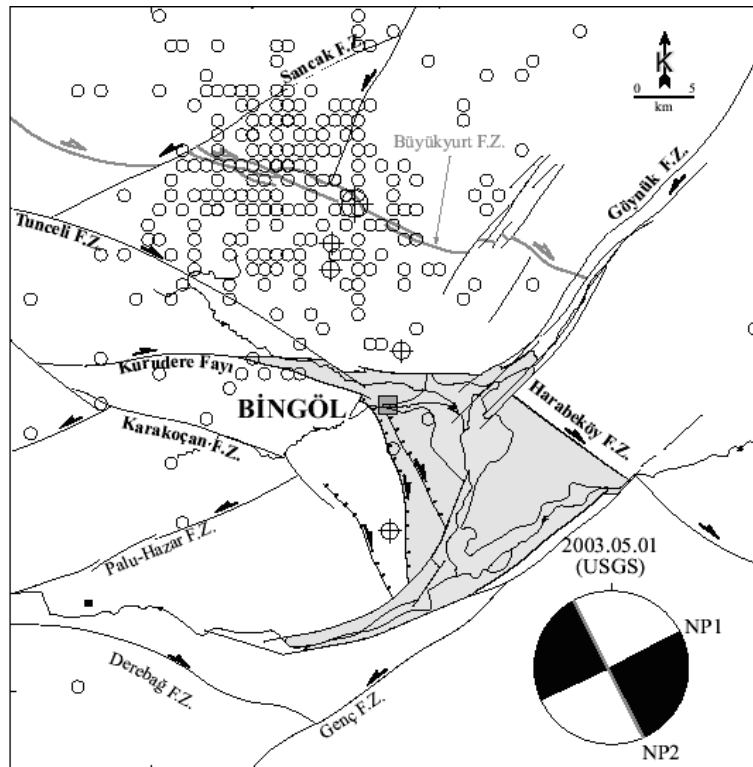 Sancak F.Z.
K
0 5
km
Büyükyurt F.Z.
Göynük F.Z.
Tunceli F.Z.
Kurudere Fayı
BİNGÖL
Harabeköy F.Z.
Karakoçan F.Z.
Palu-Hazar F.Z.
2003.05.01
(USGS)
NP1
Derebağ F.Z.
Genç F.Z.
NP2